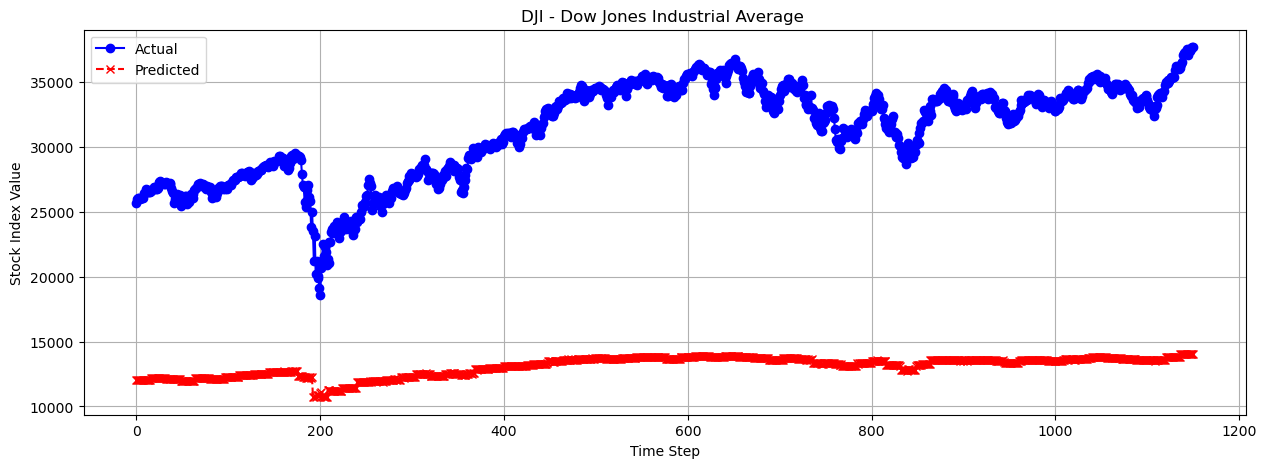 DJI - Dow Jones Industrial Average
Actual
Predicted
Stock Index Value
35000
30000
25000
20000
15000
10000
0
200
400
600
800
1000
1200
Time Step